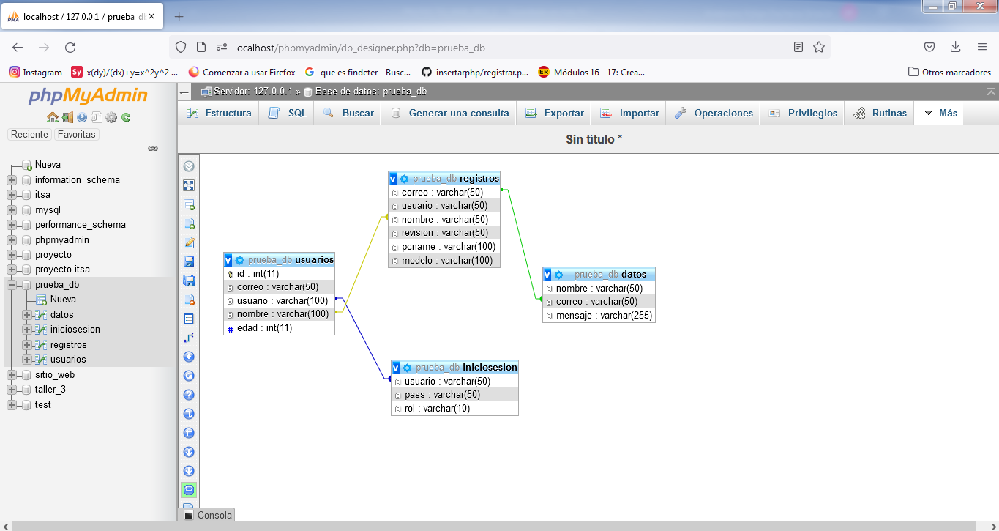 localhost / 127.0.0.1 / prueba_d
localhost/phpmyadmin/db_designer.php?db=prueba_db
Instagram
x(dy)/(dx)+y=x^2y^2 ...
Comenzar a usar Firefox
que es findeter - Busc...
insertarphp/registrar.p...
Módulos 16 - 17: Crea...
Otros marcadores
phpMyAdmin
Reciente
Favoritas
Nueva
information_schema
itsa
mysql
performance_schema
phpmyadmin
proyecto
proyecto-itsa
prueba_db
Nueva
datos
iniciosesion
registros
usuarios
sitio_web
taller_3
test
Servidor: 127.0.0.1 » Base de datos: prueba_db
Estructura
SQL
Buscar
Generar una consulta
Exportar
Importar
Operaciones
Privilegios
Rutinas
Más
Sin título *
v prueba_db registros
correo : varchar(50)
usuario : varchar(50)
nombre : varchar(50)
revision : varchar(50)
pcname : varchar(100)
modelo : varchar(100)
v prueba_db usuarios
id : int(11)
correo : varchar(50)
usuario : varchar(100)
nombre : varchar(100)
# edad : int(11)
v prueba_db datos
nombre : varchar(50)
correo : varchar(50)
mensaje : varchar(255)
v prueba_db iniciosesion
usuario : varchar(50)
pass : varchar(50)
rol : varchar(10)
Consola